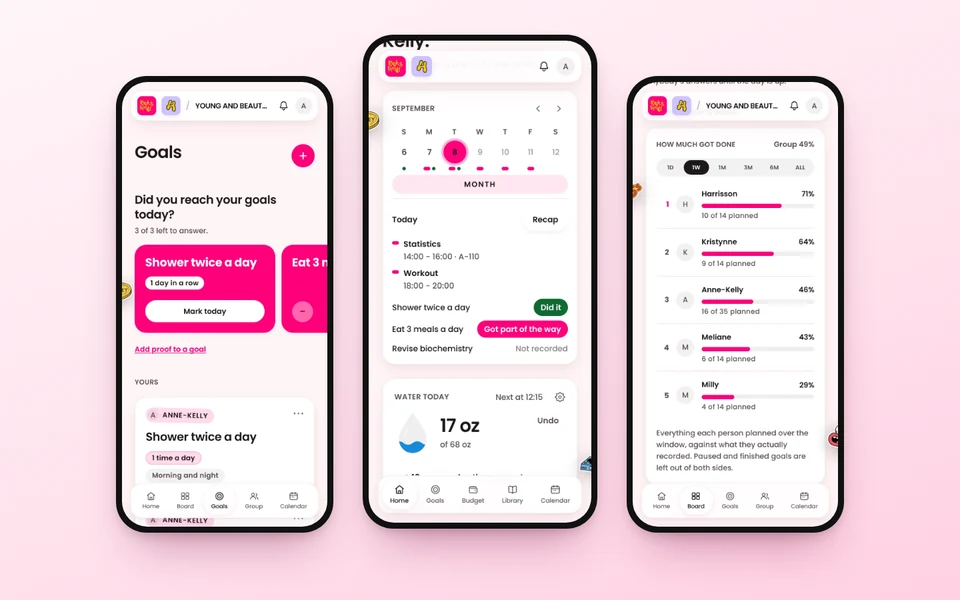 YOUNG AND BEAUT...
A
Goals
+
Did you reach your goals
today?
3 of 3 left to answer.
Shower twice a day
1 day in a row
Mark today
Eat 3
−
Add proof to a goal
YOURS
A ANNE-KELLY
Shower twice a day
1 time a day
Morning and night
Home Board Goals Group Calendar
ANNE-KELLY
Kelly.
A
SEPTEMBER
S M T W T F S
6 7 8 9 10 11 12
MONTH
Today Recap
Statistics
14:00 - 16:00 · A-110
Workout
18:00 - 20:00
Shower twice a day Did it
Eat 3 meals a day Got part of the way
Revise biochemistry Not recorded
WATER TODAY Next at 12:15
17 oz Undo
of 68 oz
Home Goals Budget Library Calendar
answers until the day is up.
/ YOUNG AND BEAUT... A
HOW MUCH GOT DONE Group 49%
1D 1W 1M 3M 6M ALL
1 H Harrisson 71%
10 of 14 planned
2 K Kristynne 64%
9 of 14 planned
3 A Anne-Kelly 46%
16 of 35 planned
4 M Meliane 43%
6 of 14 planned
5 M Milly 29%
4 of 14 planned
Everything each person planned over the
window, against what they actually
recorded. Paused and finished goals are
left out of both sides.
Home Board Goals Group Calendar